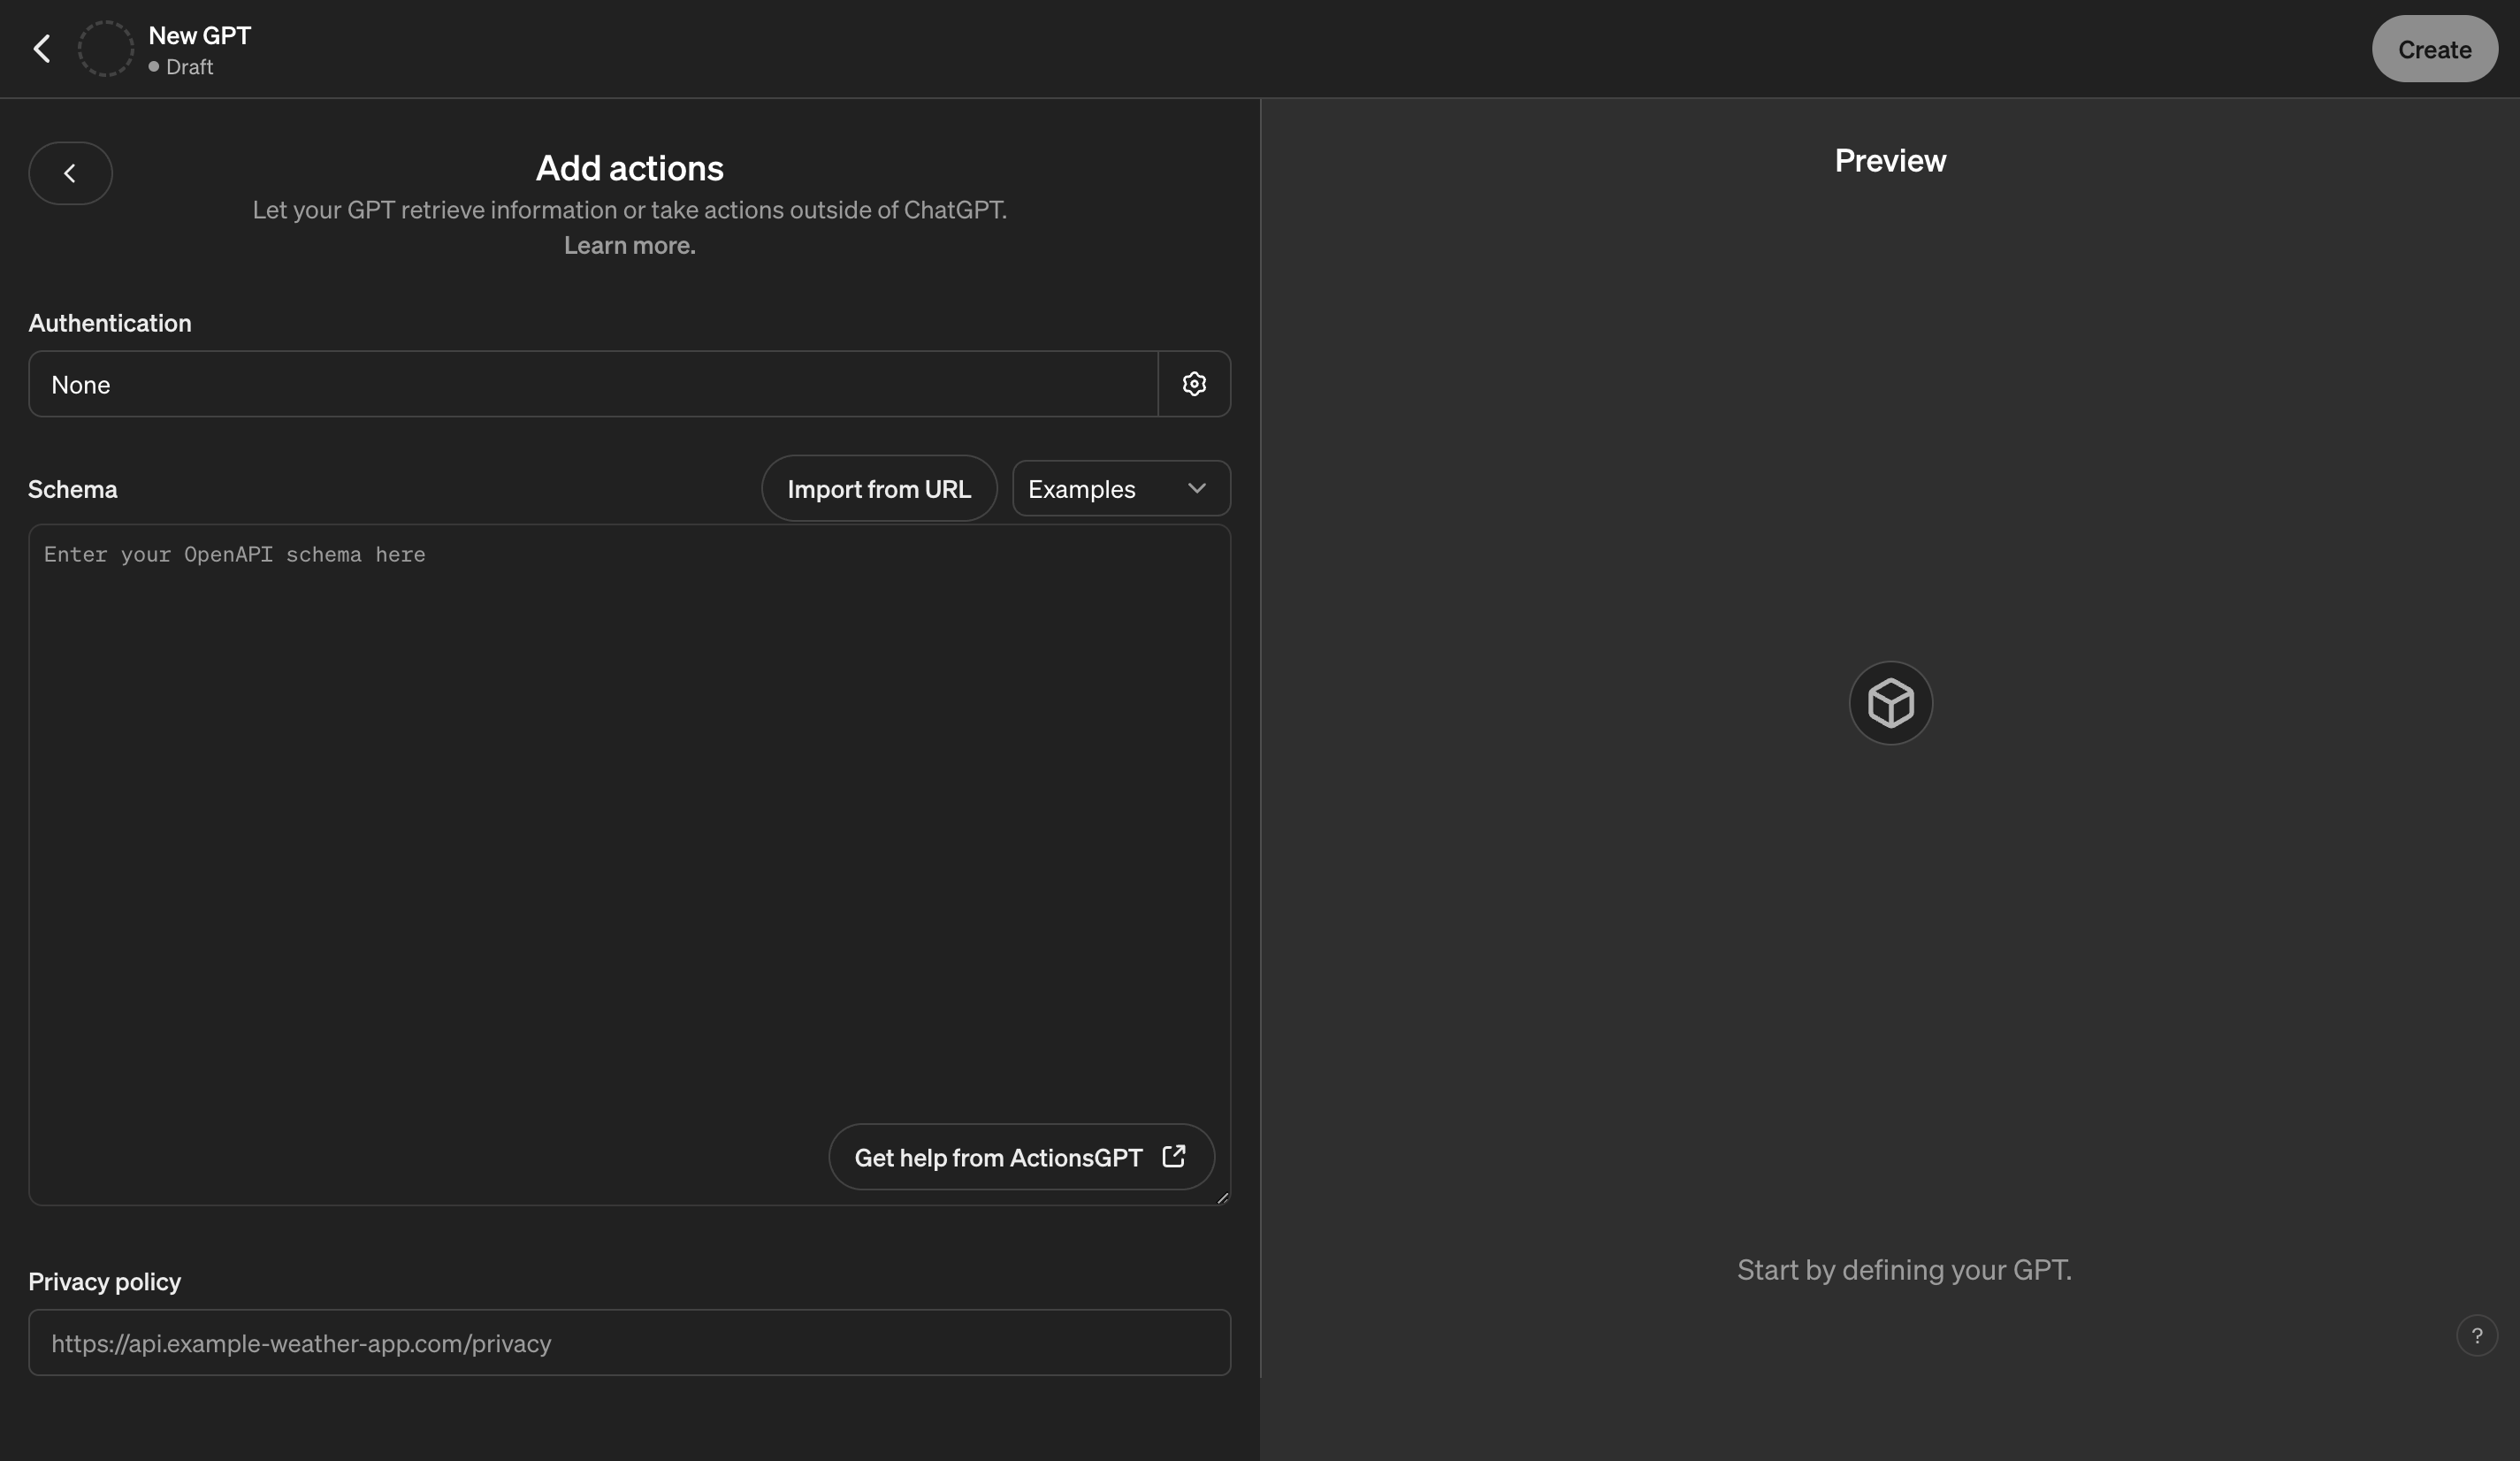 New GPT
Draft
Create
Add actions
Let your GPT retrieve information or take actions outside of ChatGPT.
Learn more.
Authentication
None
Schema
Import from URL
Examples
Enter your OpenAPI schema here
Get help from ActionsGPT
Privacy policy
https://api.example-weather-app.com/privacy
Preview
Start by defining your GPT.
?